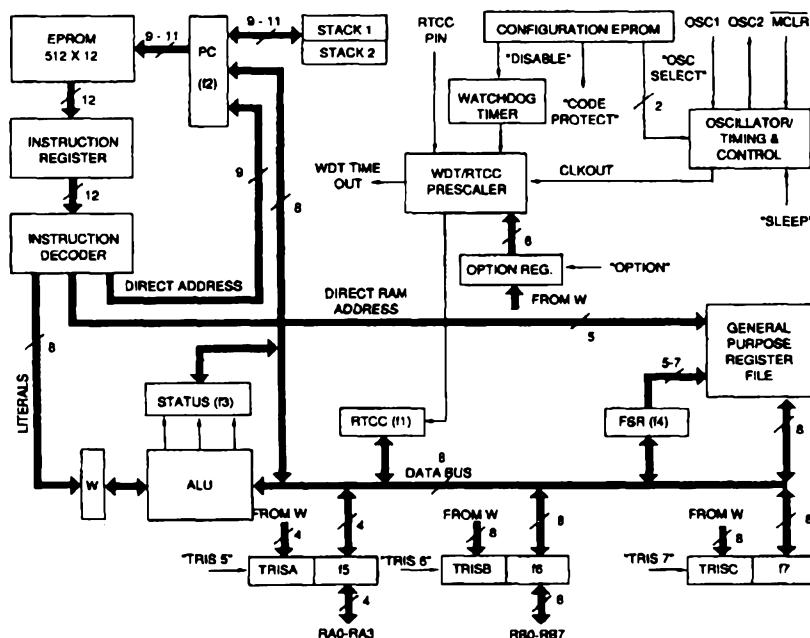 EPROM
512 X 12
9 - 11
PC
(f2)
9 - 11
STACK 1
STACK 2
RTCC
PIN
CONFIGURATION EPROM
OSC1
OSC2
MCLR
"DISABLE"
"OSC
SELECT"
12
WATCHDOG
TIMER
"CODE
PROTECT"
2
INSTRUCTION
REGISTER
OSCILLATOR/
TIMING &
CONTROL
9
8
WDT TIME
OUT
WDT/RTCC
PRESCALER
CLKOUT
12
"SLEEP"
INSTRUCTION
DECODER
6
OPTION REG.
"OPTION"
DIRECT ADDRESS
DIRECT RAM
ADDRESS
FROM W
5
GENERAL
PURPOSE
REGISTER
FILE
8
LITERALS
5-7
STATUS (f3)
RTCC (f1)
FSR (f4)
8
8
DATA BUS
W
ALU
FROM W
4
4
FROM W
8
8
FROM W
8
8
"TRIS 5"
TRISA
f5
"TRIS 6"
TRISB
f6
"TRIS 7"
TRISC
f7
4
8
RA0-RA3
RB0-RB7